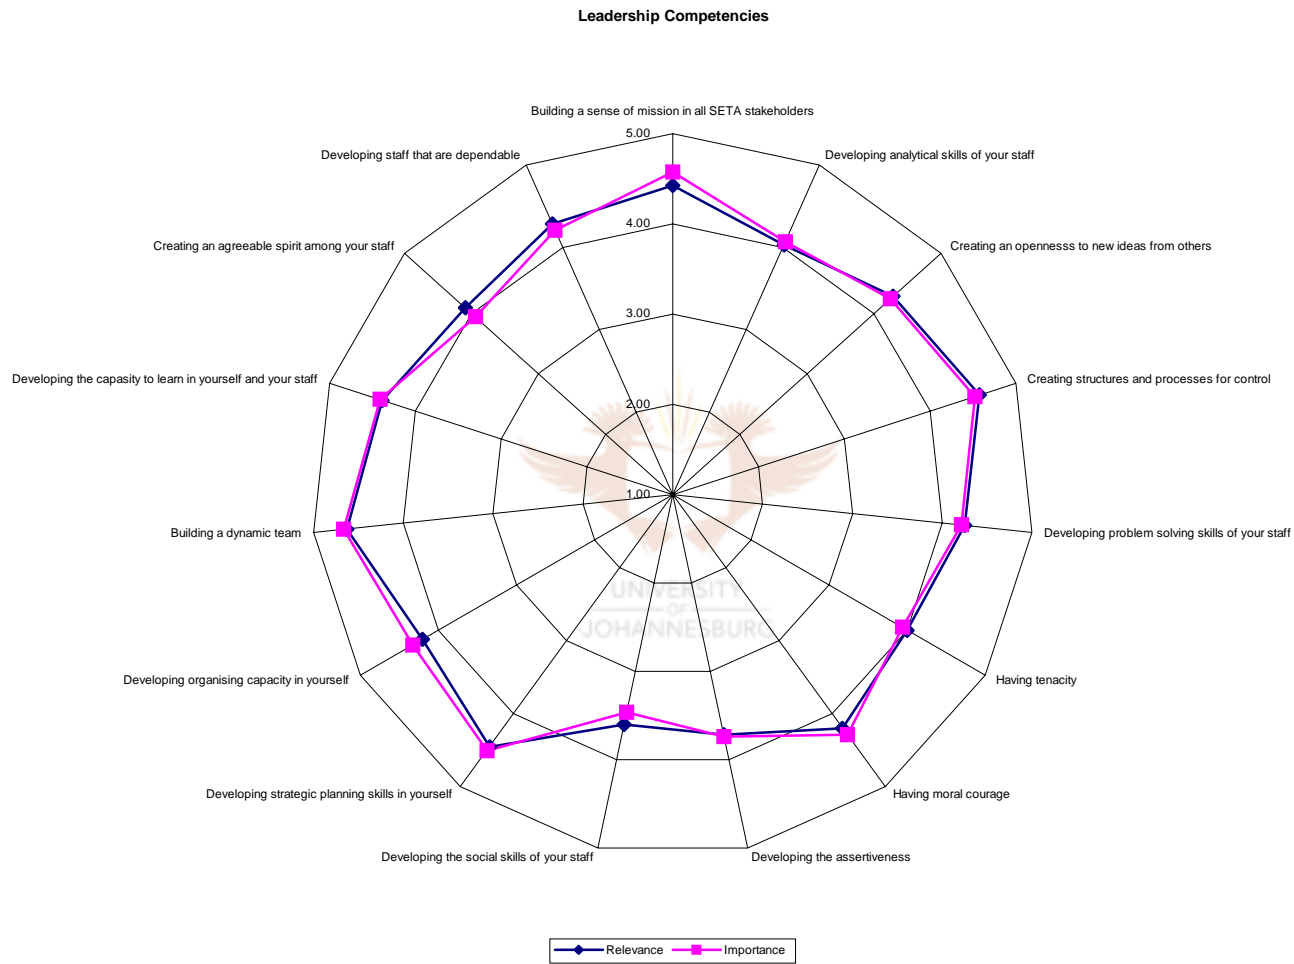 Leadership Competencies
Building a sense of mission in all SETA stakeholders
5.00
Developing staff that are dependable
Developing analytical skills of your staff
4.00
Creating an agreeable spirit among your staff
Creating an opennesss to new ideas from others
3.00
Developing the capasity to learn in yourself and your staff
Creating structures and processes for control
2.00
1.00
Building a dynamic team
Developing problem solving skills of your staff
UNIVERSITY
OF
JOHANNESBURG
Developing organising capacity in yourself
Having tenacity
Developing strategic planning skills in yourself
Having moral courage
Developing the social skills of your staff
Developing the assertiveness
Relevance
Importance